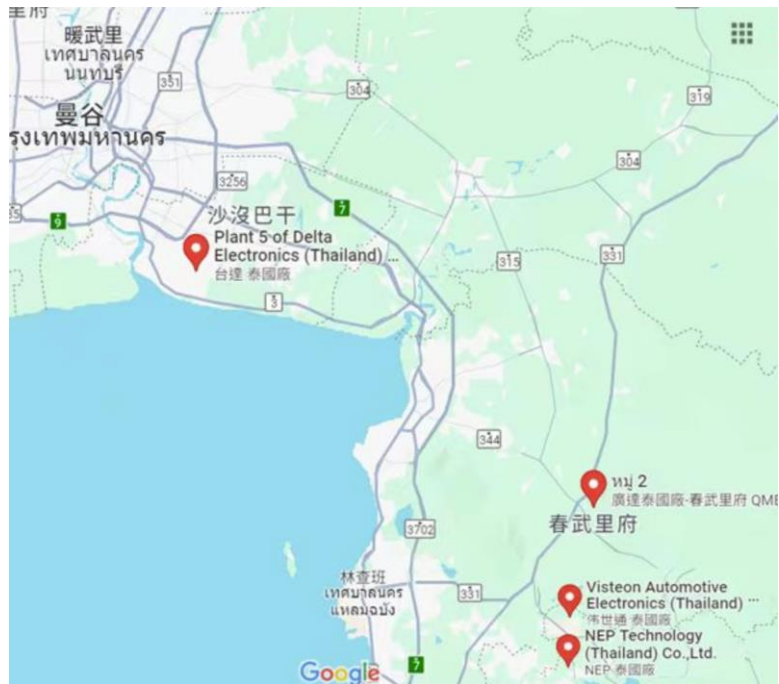 里府
暖武里
เทศบาลนคร
นนทบุรี
351
304
319
曼谷
รุงเทพมหานคร
304
3256
沙沒巴干
7
35
9
Plant 5 of Delta
Electronics (Thailand) ...
台達 泰國廠
331
315
3
344
หมู่ 2
廣達泰國廠-春武里府 QMB
春武里府
3702
林查班
เทศบาลนคร
แหลมฉบัง
331
Visteon Automotive
Electronics (Thailand) ...
伟世通 泰國廠
NEP Technology
(Thailand) Co.,Ltd.
NEP 泰國廠
7
Google